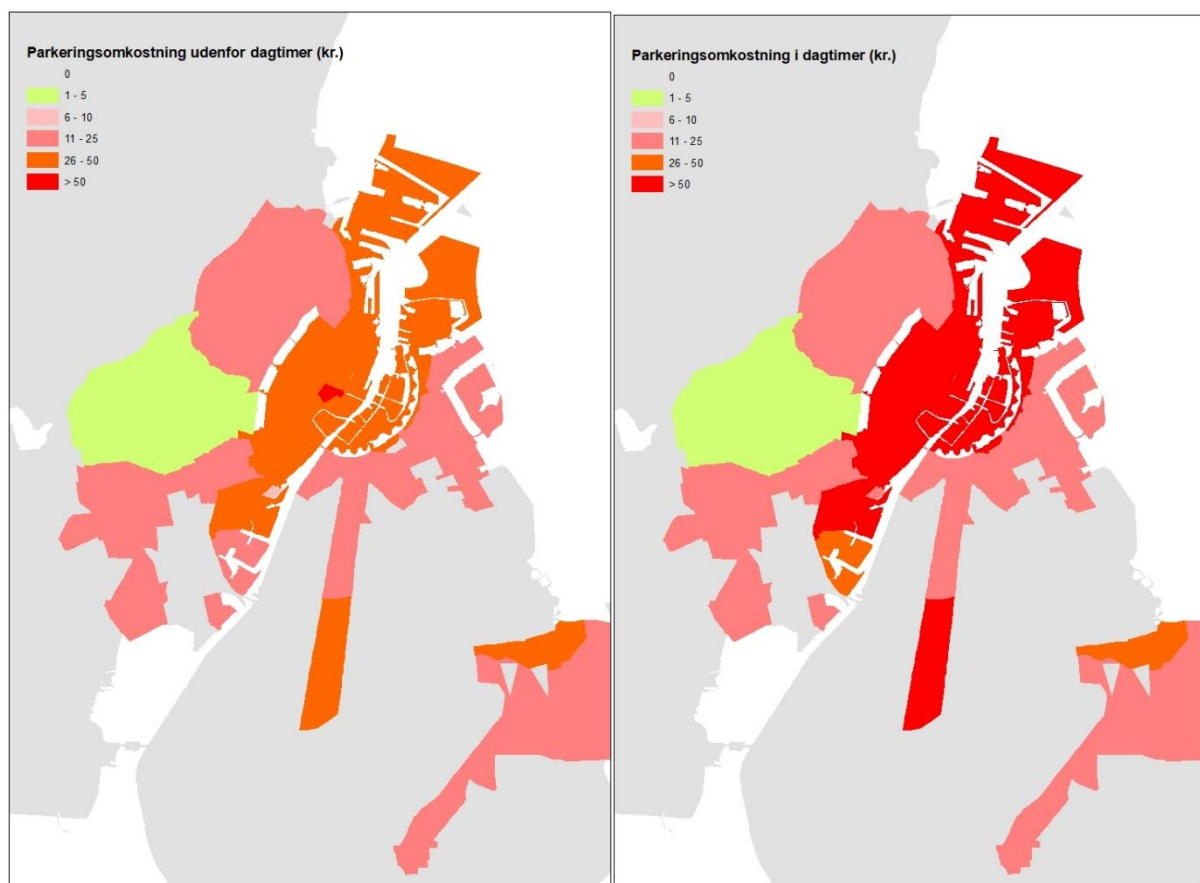 Parkeringsomkostning udenfor dagtimer (kr.)
0
1 - 5
6 - 10
11 - 25
26 - 50
> 50
Parkeringsomkostning i dagtimer (kr.)
0
1 - 5
6 - 10
11 - 25
26 - 50
> 50